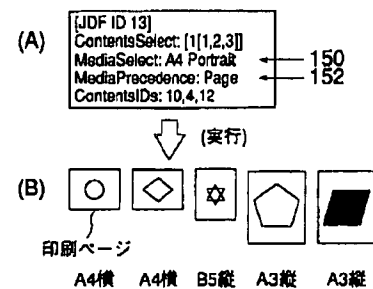 (A)
[JDF ID 13]
ContentsSelect: [1[1,2,3]]
MediaSelect: A4 Portrait
150
MediaPrecedence: Page
152
ContentsIDs: 10,4,12
(実行)
(B)
印刷ページ
A4横 A4横 B5縦 A3縦 A3縦